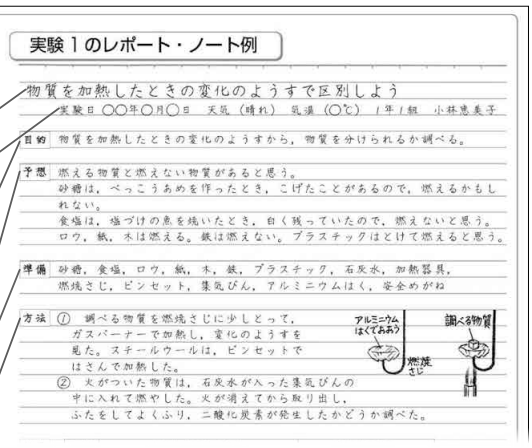 実験1のレポート・ノート例
物質を加熱したときの変化のようすで区別しよう
実験日 〇〇年〇月〇日 天気（晴れ） 気温（〇℃） 1年1組 小林恵美子
目的 物質を加熱したときの変化のようすから，物質を分けられるか調べる。
予想 燃える物質と燃えない物質があると思う。
砂糖は，べっこうあめを作ったとき，こげたことがあるので，燃えるかもし
れない。
食塩は，塩づけの魚を焼いたとき，白く残っていたので，燃えないと思う。
ロウ，紙，木は燃える。鉄は燃えない。プラスチックはとけて燃えると思う。
準備 砂糖，食塩，ロウ，紙，木，鉄，プラスチック，石灰水，加熱器具，
燃焼さじ，ピンセット，集気びん，アルミニウムはく，安全めがね
方法 ① 調べる物質を燃焼さじに少しとって，
ガスバーナーで加熱し，変化のようすを
見た。スチールウールは，ピンセットで
はさんで加熱した。
② 火がついた物質は，石灰水が入った集気びんの
中に入れて燃やした。火が消えてから取り出し，
ふたをしてよくふり，二酸化炭素が発生したかどうか調べた。
アルミニウム
はくでおおう
調べる物質
燃焼
さじ